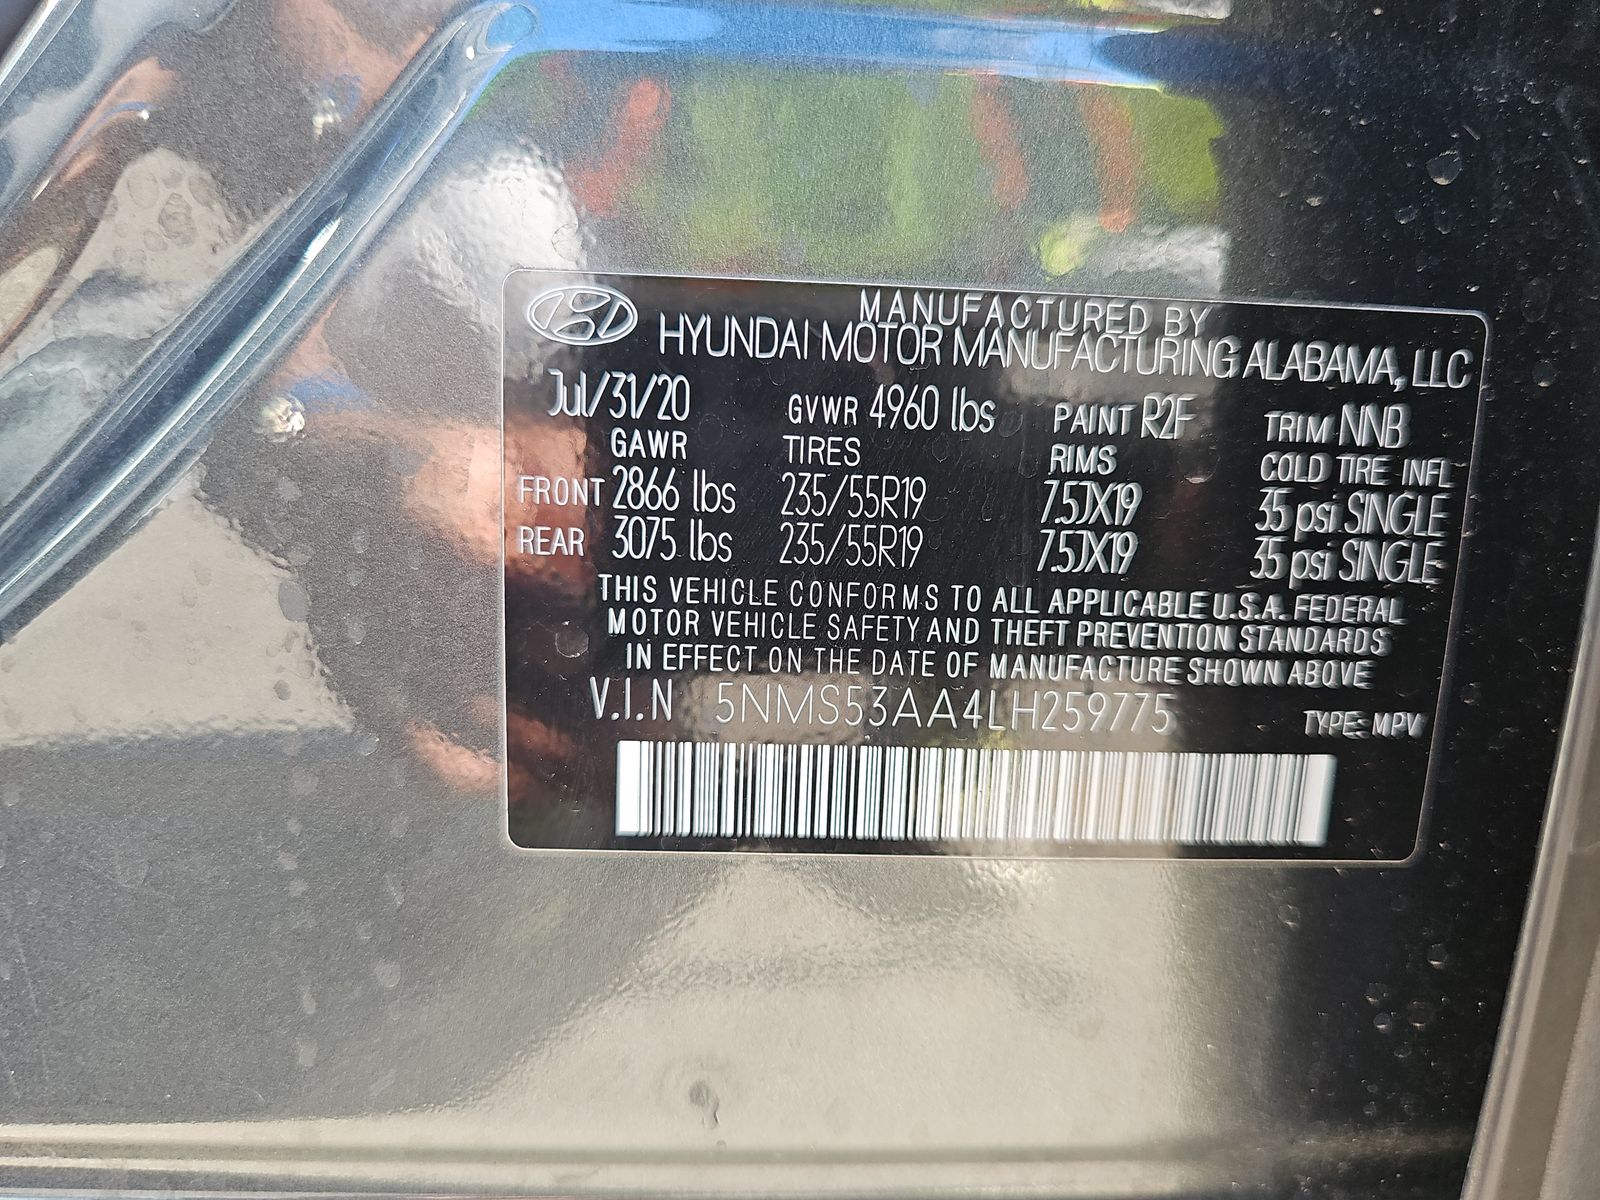 MANUFACTURED BY
HYUNDAI MOTOR MANUFACTURING ALABAMA, LLC
Jul/31/20 GVWR 4960 lbs PAINT R2F TRIM NNB
GAWR TIRES RIMS COLD TIRE INFL
FRONT 2866 lbs 235/55R19 7.5JX19 35 psi SINGLE
REAR 3075 lbs 235/55R19 7.5JX19 35 psi SINGLE
THIS VEHICLE CONFORMS TO ALL APPLICABLE U.S.A. FEDERAL
MOTOR VEHICLE SAFETY AND THEFT PREVENTION STANDARDS
IN EFFECT ON THE DATE OF MANUFACTURE SHOWN ABOVE
V.I.N 5NMS53AA4LH259775 TYPE: MPV